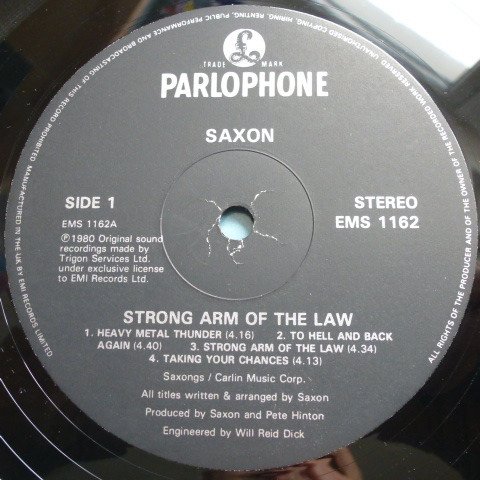 TRADE MARK
PARLOPHONE
SAXON
SIDE 1
EMS 1162A
℗1980 Original sound
recordings made by
Trigon Services Ltd.
under exclusive license
to EMI Records Ltd.
STEREO
EMS 1162
STRONG ARM OF THE LAW
1. HEAVY METAL THUNDER (4.16) 2. TO HELL AND BACK
AGAIN (4.40) 3. STRONG ARM OF THE LAW (4.34)
4. TAKING YOUR CHANCES (4.13)
Saxongs / Carlin Music Corp.
All titles written & arranged by Saxon
Produced by Saxon and Pete Hinton
Engineered by Will Reid Dick
MANUFACTURED IN THE UK BY EMI RECORDS LIMITED
ALL RIGHTS OF THE PRODUCER AND OF THE OWNER OF THE RECORDED WORK RESERVED UNAUTHORISED COPYING, HIRING, RENTING, PUBLIC PERFORMANCE AND BROADCASTING OF THIS RECORD PROHIBITED